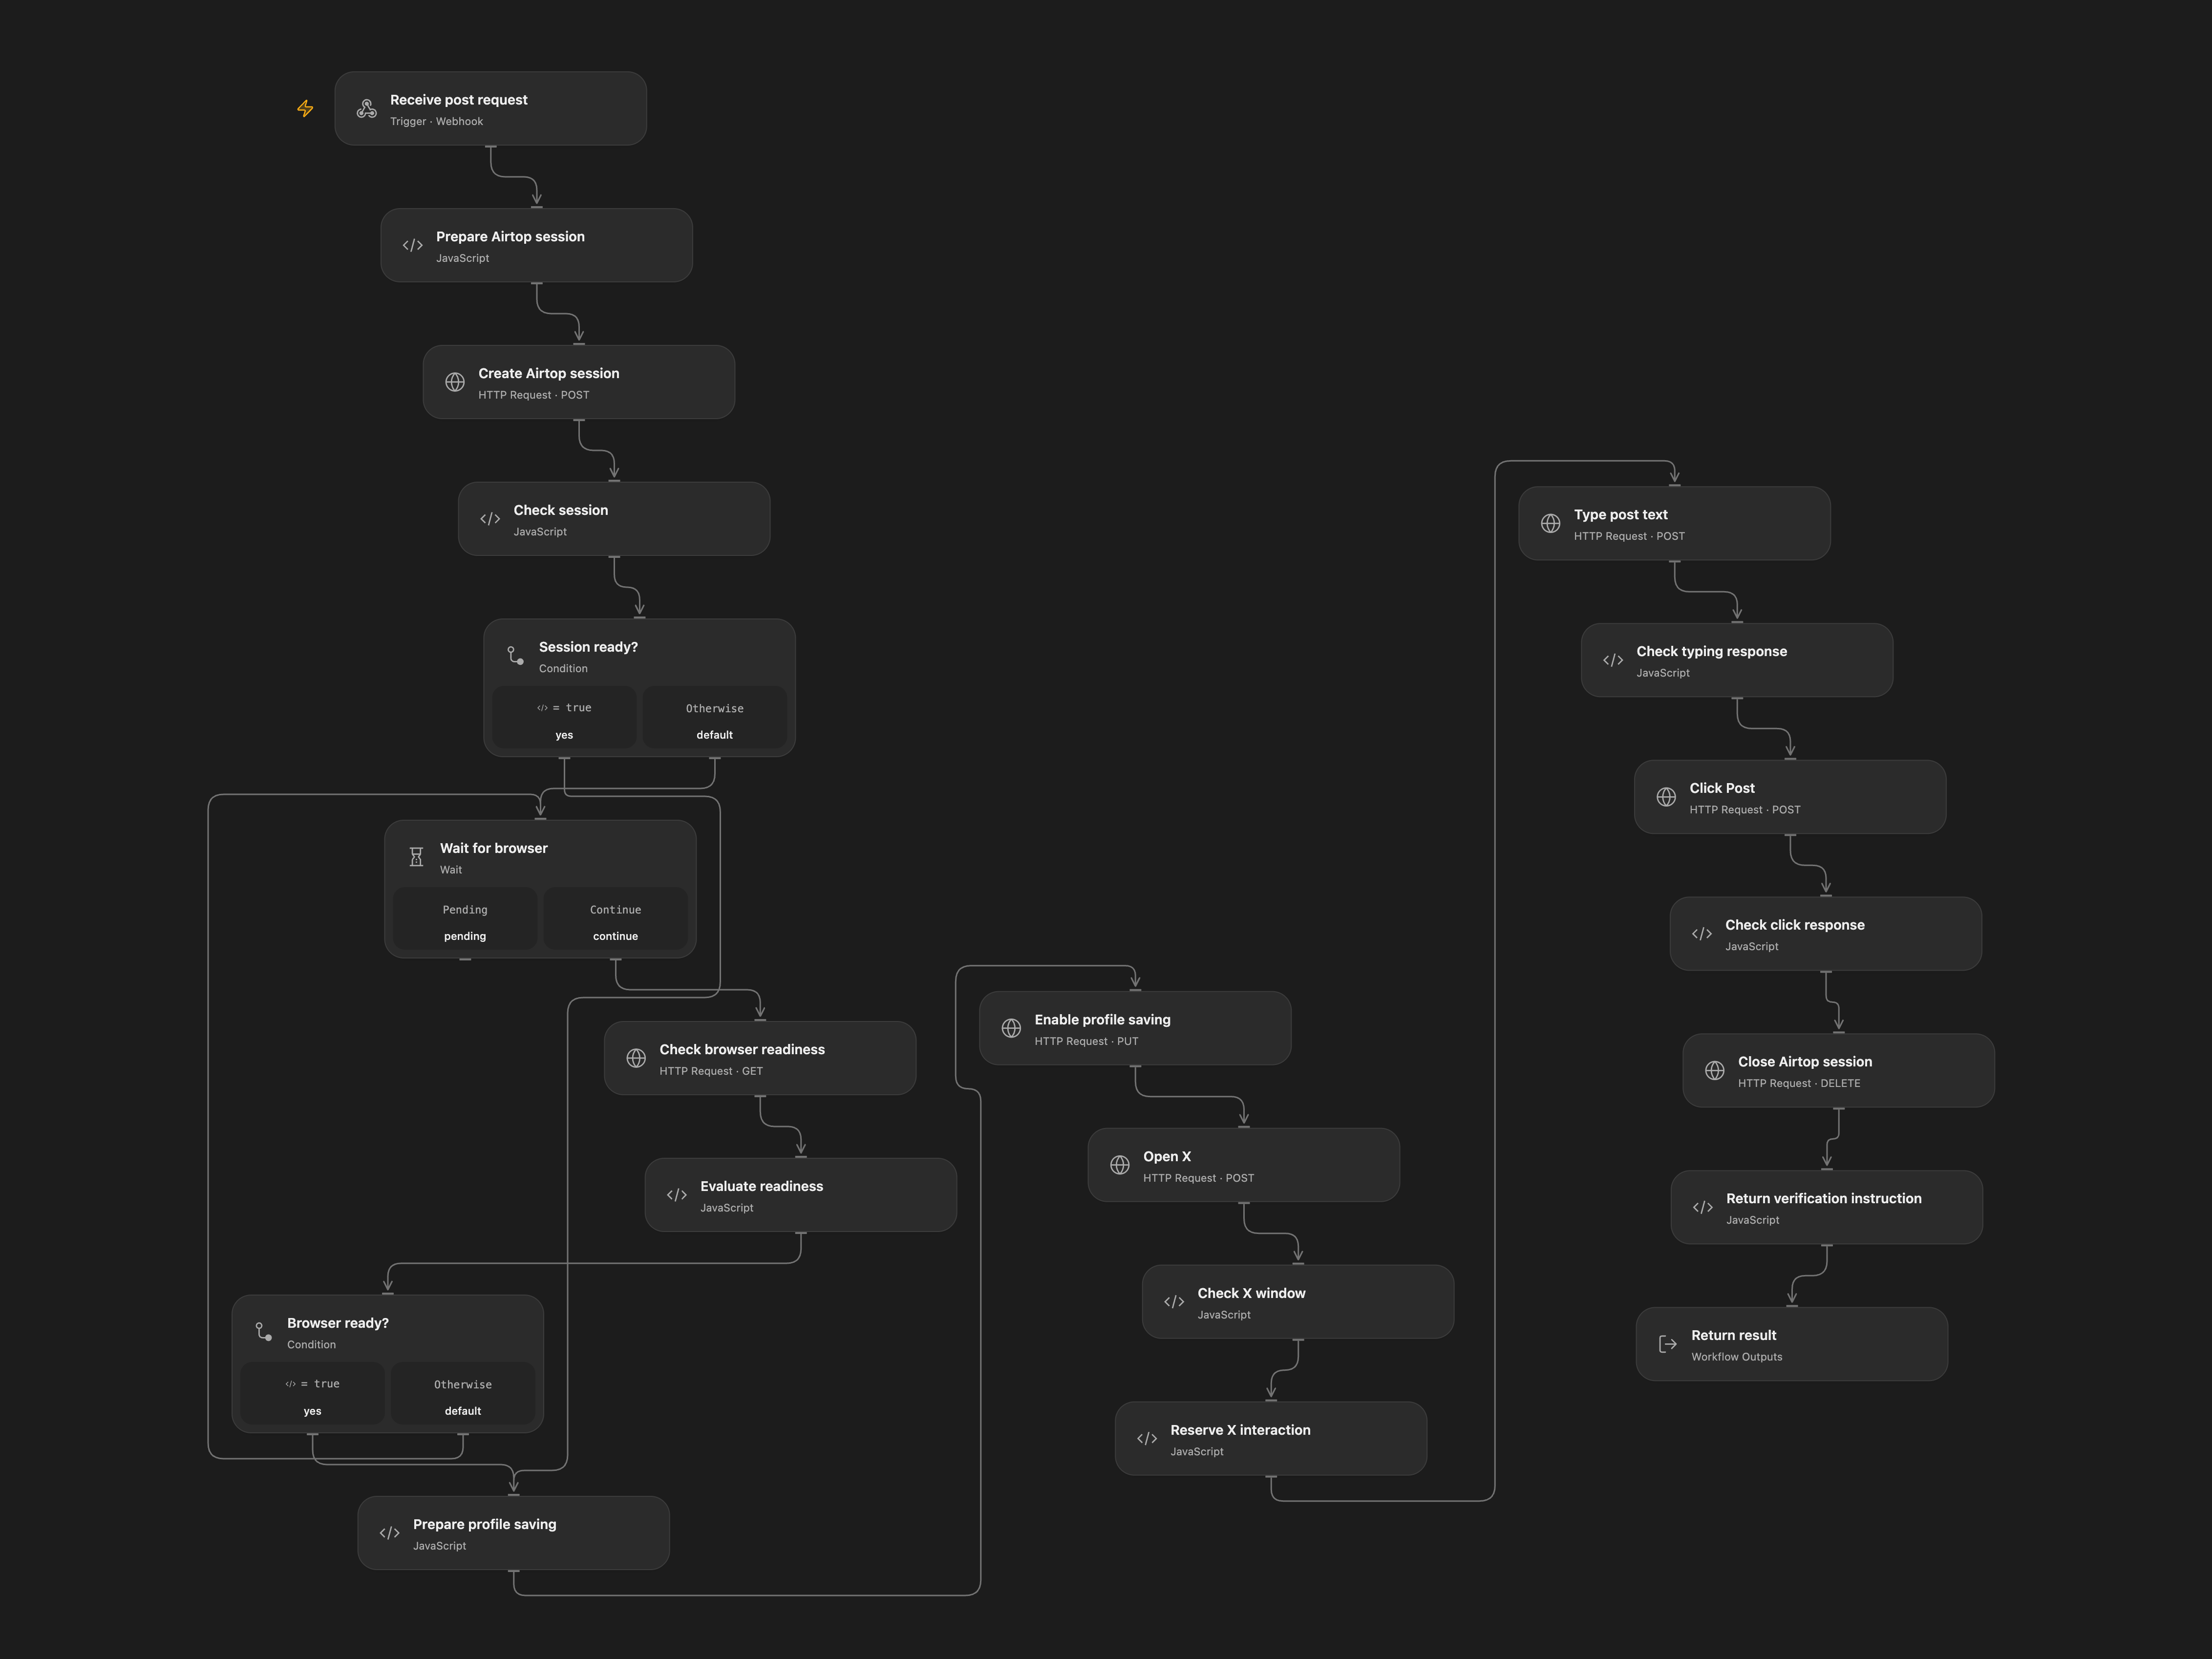 Receive post request
Trigger · Webhook
Prepare Airtop session
JavaScript
Create Airtop session
HTTP Request · POST
Check session
JavaScript
Session ready?
Condition
</> = true
yes
Otherwise
default
Wait for browser
Wait
Pending
pending
Continue
continue
Check browser readiness
HTTP Request · GET
Evaluate readiness
JavaScript
Browser ready?
Condition
</> = true
yes
Otherwise
default
Prepare profile saving
JavaScript
Enable profile saving
HTTP Request · PUT
Open X
HTTP Request · POST
Check X window
JavaScript
Reserve X interaction
JavaScript
Type post text
HTTP Request · POST
Check typing response
JavaScript
Click Post
HTTP Request · POST
Check click response
JavaScript
Close Airtop session
HTTP Request · DELETE
Return verification instruction
JavaScript
Return result
Workflow Outputs